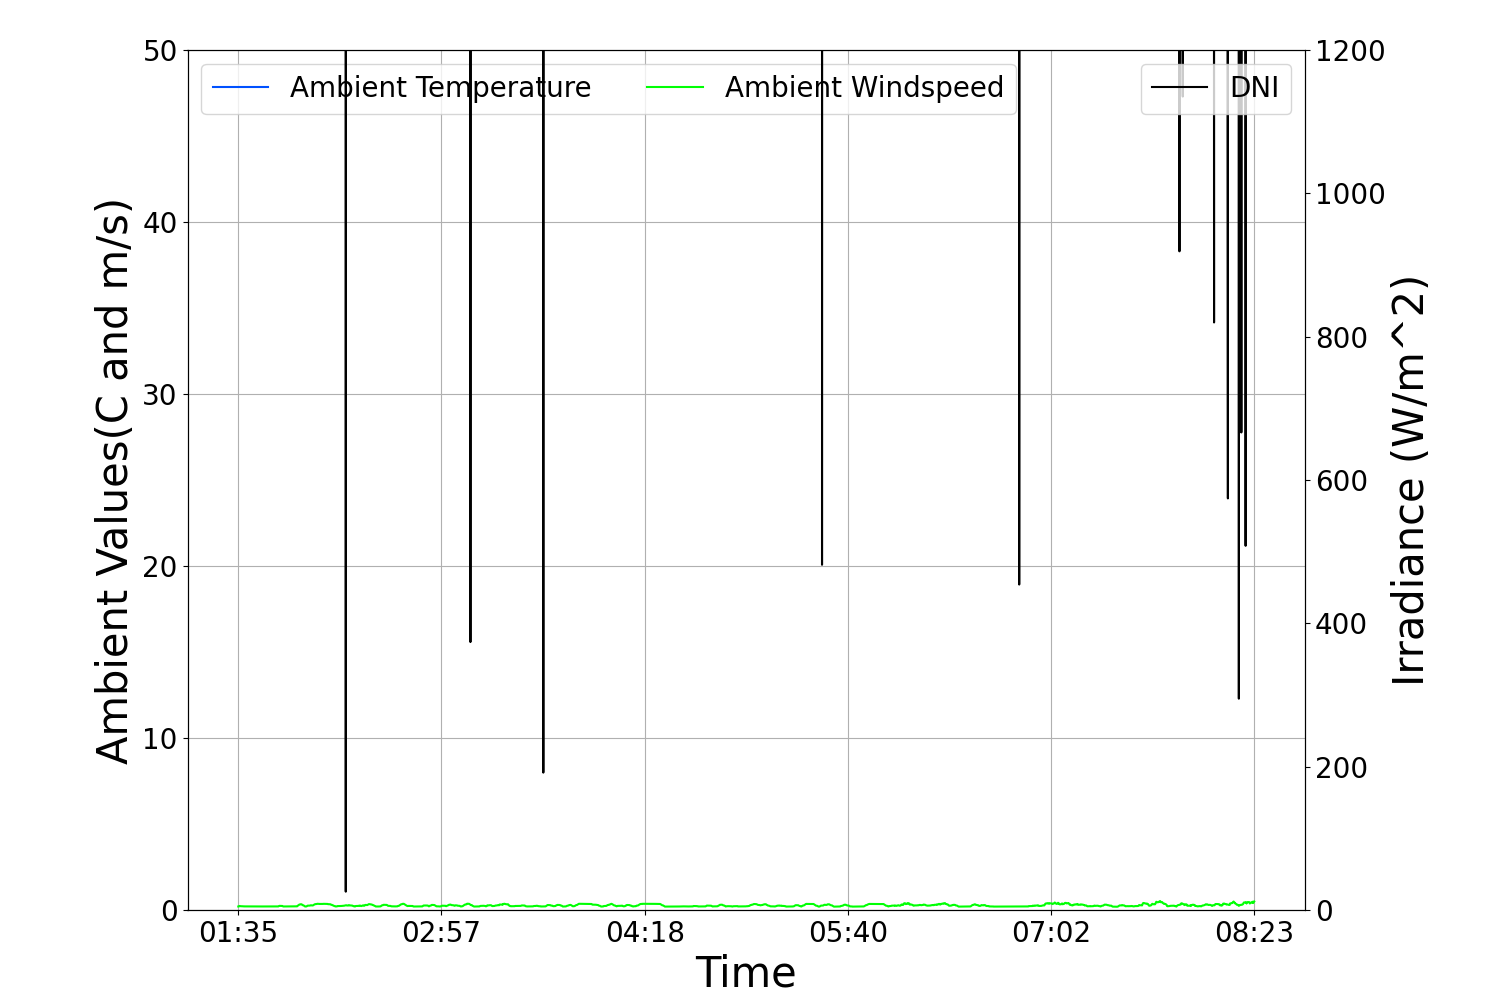 Ambient Temperature Ambient Windspeed DNI
Ambient Values(C and m/s)
50
40
30
20
10
0
1200
1000
800
600
400
200
0
Irradiance (W/m^2)
01:35 02:57 04:18 05:40 07:02 08:23
Time